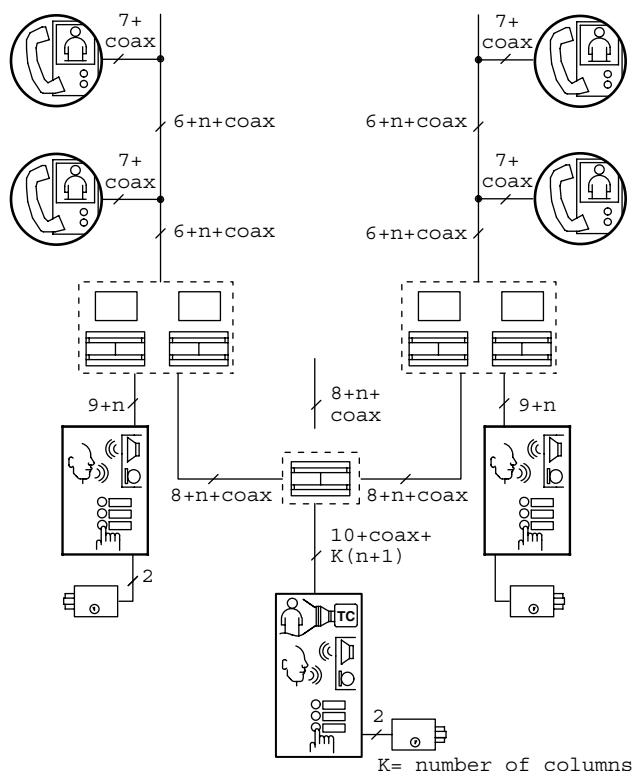 7+
coax
7+
coax
6+n+coax
6+n+coax
7+
coax
7+
coax
6+n+coax
6+n+coax
9+n
8+n+
coax
9+n
8+n+coax
8+n+coax
10+coax+
K(n+1)
2
TC
2
K= number of columns